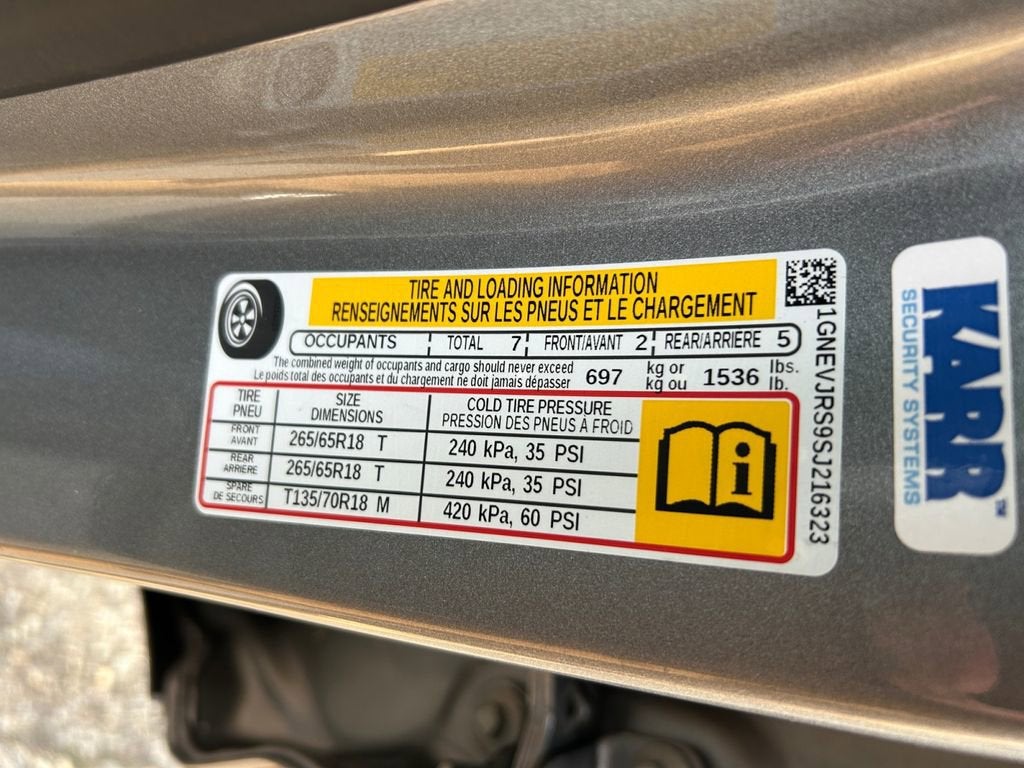 TIRE AND LOADING INFORMATION
RENSEIGNEMENTS SUR LES PNEUS ET LE CHARGEMENT
OCCUPANTS TOTAL 7 FRONT/AVANT 2 REAR/ARRIERE 5
The combined weight of occupants and cargo should never exceed
Le poids total des occupants et du chargement ne doit jamais dépasser
697 kg or 1536 lbs.
kg ou lb.
TIRE SIZE COLD TIRE PRESSURE
PNEU DIMENSIONS PRESSION DES PNEUS À FROID
FRONT
AVANT 265/65R18 T 240 kPa, 35 PSI
REAR
ARRIÈRE 265/65R18 T 240 kPa, 35 PSI
SPARE
DE SECOURS T135/70R18 M 420 kPa, 60 PSI
1GNEVJRS9SJ216323
KARR™
SECURITY SYSTEMS